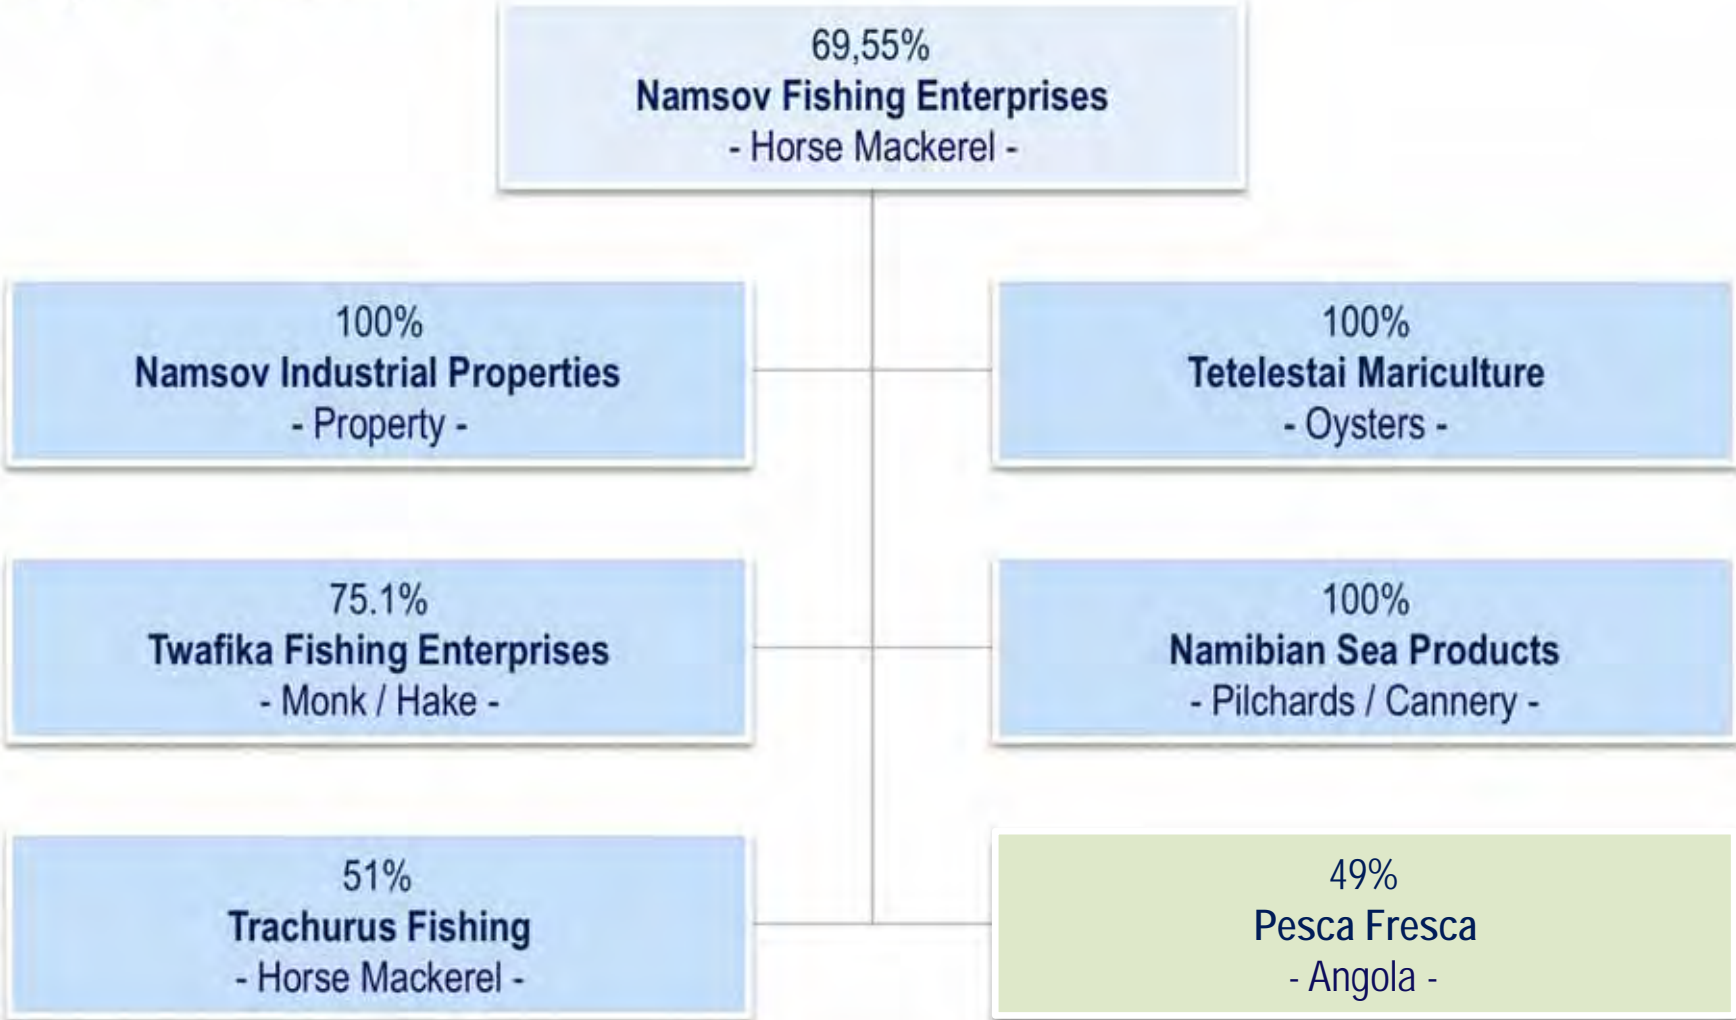 69,55%
Namsov Fishing Enterprises
- Horse Mackerel -
100%
Namsov Industrial Properties
- Property -
100%
Tetelestai Mariculture
- Oysters -
75.1%
Twafika Fishing Enterprises
- Monk / Hake -
100%
Namibian Sea Products
- Pilchards / Cannery -
51%
Trachurus Fishing
- Horse Mackerel -
49%
Pesca Fresca
- Angola -